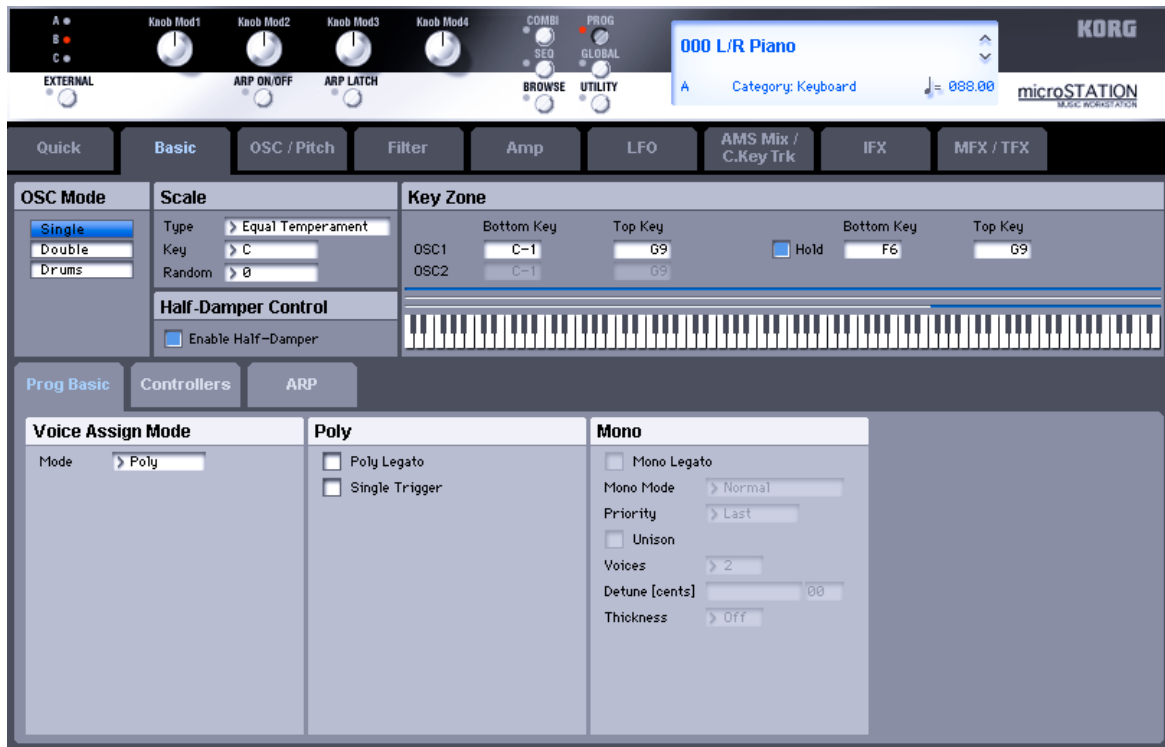 A
B
C
Knob Mod1 Knob Mod2 Knob Mod3 Knob Mod4
COMBI PROG
SEQ GLOBAL
EXTERNAL ARP ON/OFF ARP LATCH
BROWSE UTILITY
000 L/R Piano
A Category: Keyboard ♩= 088.00
KORG
microSTATION
MUSIC WORKSTATION
Quick Basic OSC / Pitch Filter Amp LFO AMS Mix / C.Key Trk IFX MFX / TFX
OSC Mode
Single
Double
Drums
Scale
Type > Equal Temperament
Key > C
Random > 0
Half-Damper Control
Enable Half-Damper
Key Zone
Bottom Key Top Key Bottom Key Top Key
OSC1 C-1 G9 Hold F6 G9
OSC2 C-1 G9
Prog Basic Controllers ARP
Voice Assign Mode
Mode > Poly
Poly
Poly Legato
Single Trigger
Mono
Mono Legato
Mono Mode > Normal
Priority > Last
Unison
Voices > 2
Detune [cents] 00
Thickness > Off